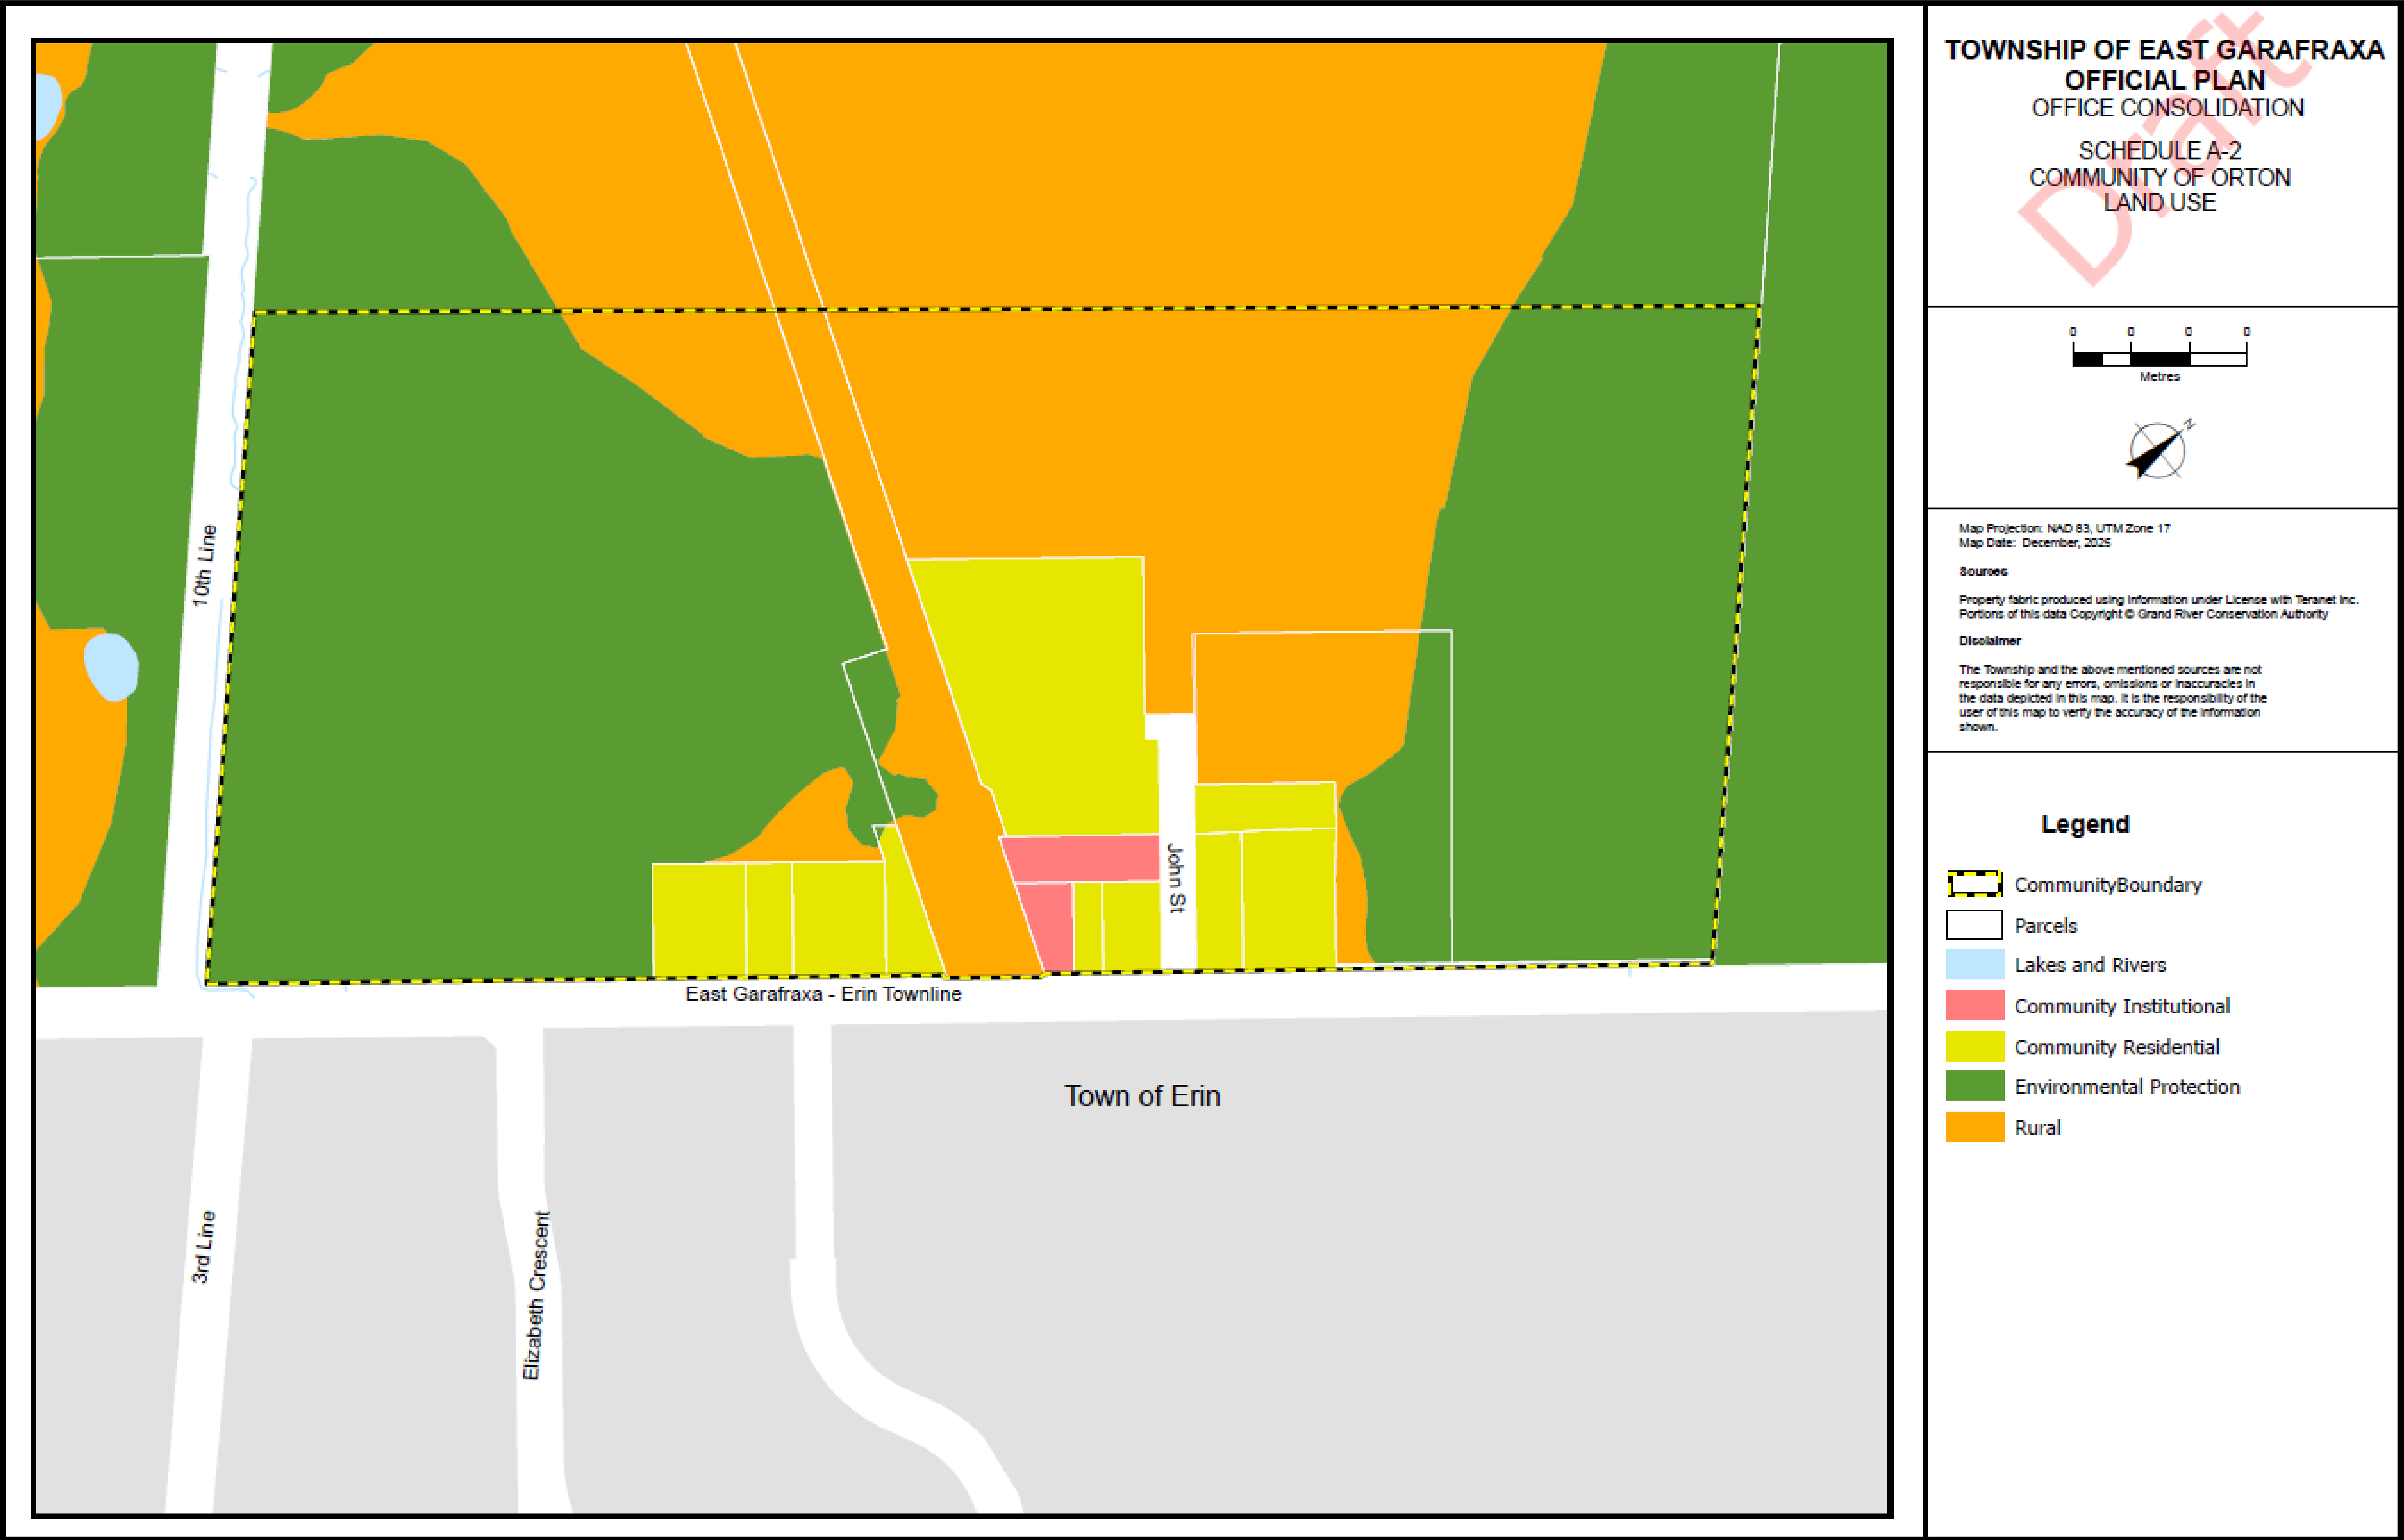 TOWNSHIP OF EAST GARAFRAXA
OFFICIAL PLAN
OFFICE CONSOLIDATION
SCHEDULE A-2
COMMUNITY OF ORTON
LAND USE
Draft
0 0 0 0
Metres
N
Map Projection: NAD 83, UTM Zone 17
Map Date: December, 2025
Sources
Property fabric produced using information under License with Teranet Inc.
Portions of this data Copyright © Grand River Conservation Authority
Disclaimer
The Township and the above mentioned sources are not
responsible for any errors, omissions or inaccuracies in
the data depicted in this map. It is the responsibility of the
user of this map to verify the accuracy of the information
shown.
Legend
CommunityBoundary
Parcels
Lakes and Rivers
Community Institutional
Community Residential
Environmental Protection
Rural
10th Line
John St
East Garafraxa - Erin Townline
Town of Erin
3rd Line
Elizabeth Crescent